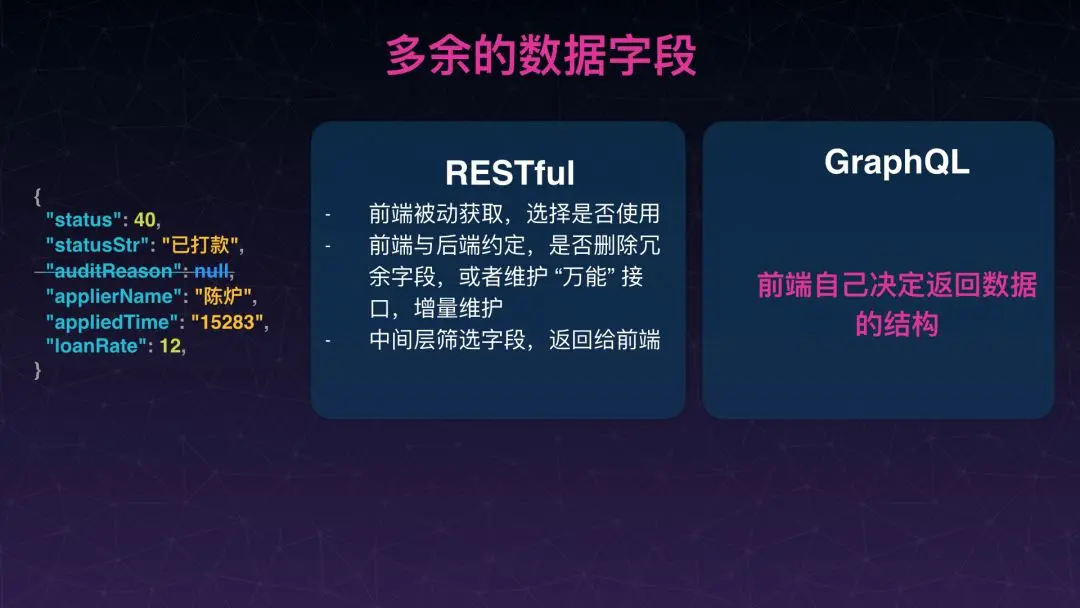 多余的数据字段
{
"status": 40,
"statusStr": "已打款",
"auditReason": null,
"applierName": "陈炉",
"appliedTime": "15283",
"loanRate": 12,
}
RESTful
- 前端被动获取，选择是否使用
- 前端与后端约定，是否删除冗
余字段，或者维护 “万能” 接
口，增量维护
- 中间层筛选字段，返回给前端
GraphQL
前端自己决定返回数据
的结构